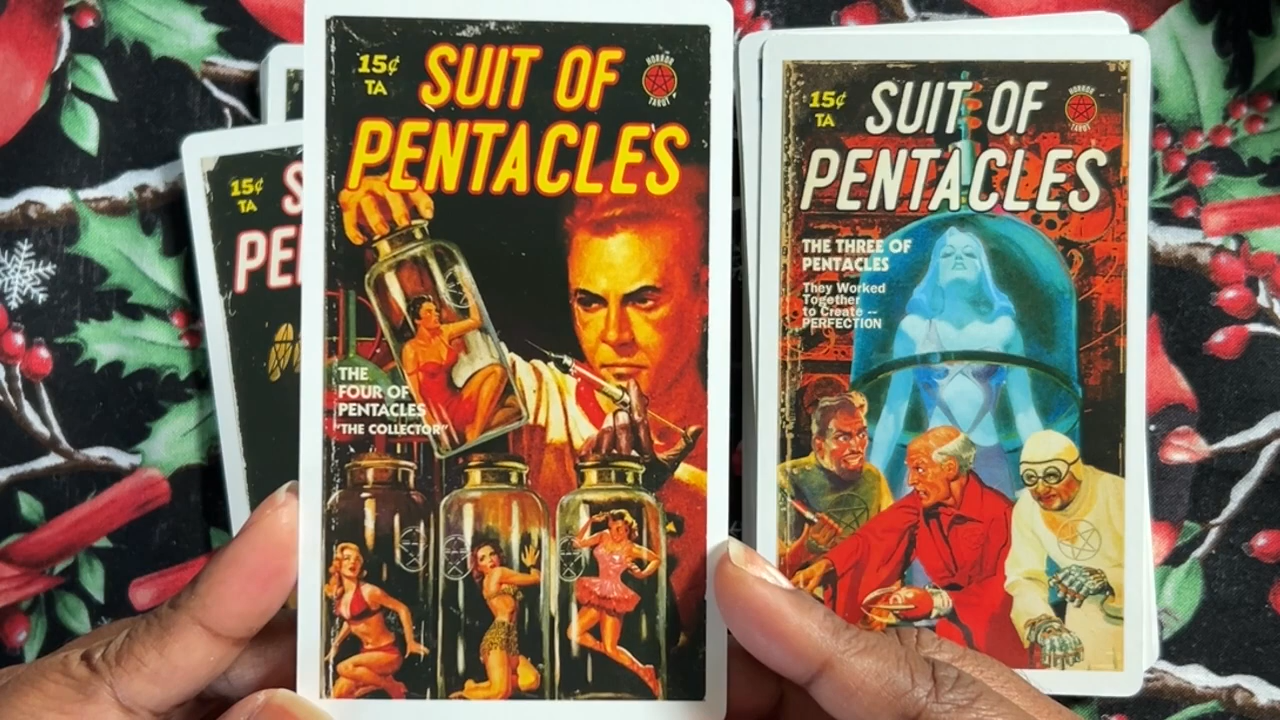 15¢
TA
SUIT OF
PENTACLES
HORROR
TAROT
THE
FOUR OF
PENTACLES
"THE COLLECTOR"
15¢
TA
SUIT OF
PENTACLES
HORROR
TAROT
THE THREE OF
PENTACLES
They Worked
Together
to Create --
PERFECTION
15¢
TA
S
PE